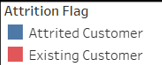 Attrition Flag
Attrited Customer
Existing Customer